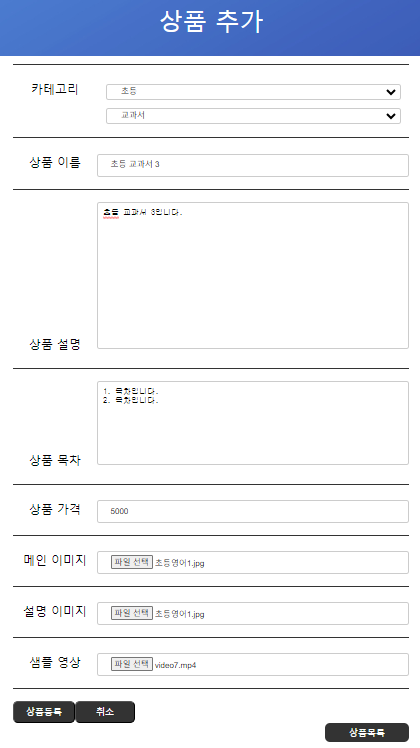 상품 추가
카테고리
초등
교과서
상품 이름
초등 교과서 3
초등 교과서 3입니다.
상품 설명
1. 목차입니다.
2. 목차입니다.
상품 목차
상품 가격
5000
메인 이미지
파일 선택 초등영어1.jpg
설명 이미지
파일 선택 초등영어1.jpg
샘플 영상
파일 선택 video7.mp4
상품등록 취소
상품목록